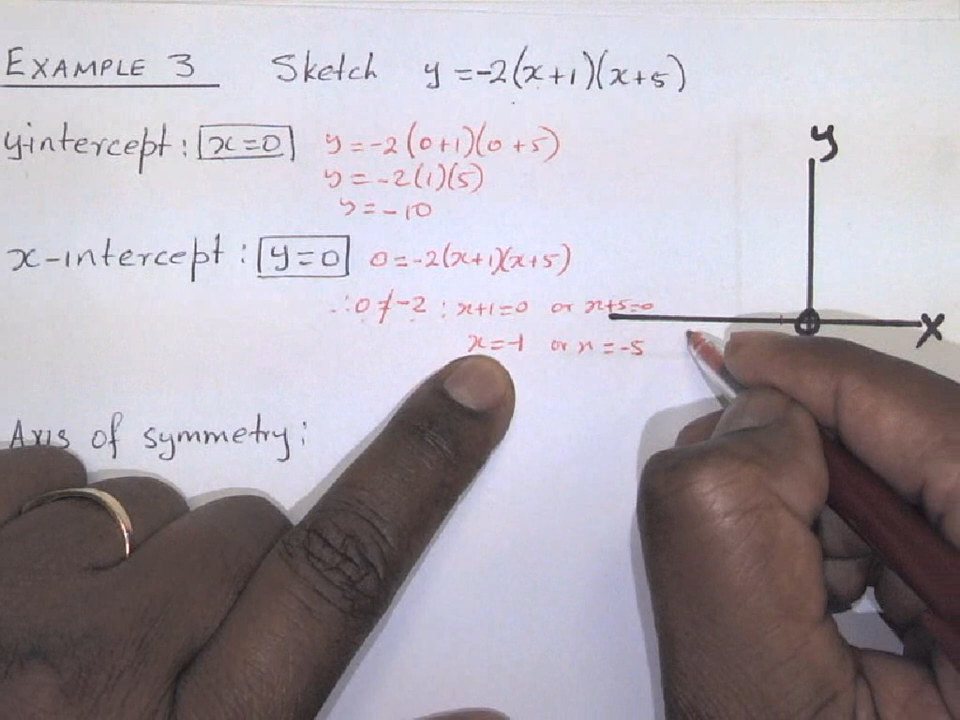 EXAMPLE 3 Sketch y = -2(x+1)(x+5)
y intercept : x=0 y = -2(0+1)(0+5)
y = -2(1)(5)
y = -10
x-intercept : y=0 0=-2(x+1)(x+5)
∴ 0 ≠ -2 : x+1=0 or x+5=0
x=-1 or x=-5
Axis of symmetry :
y
x